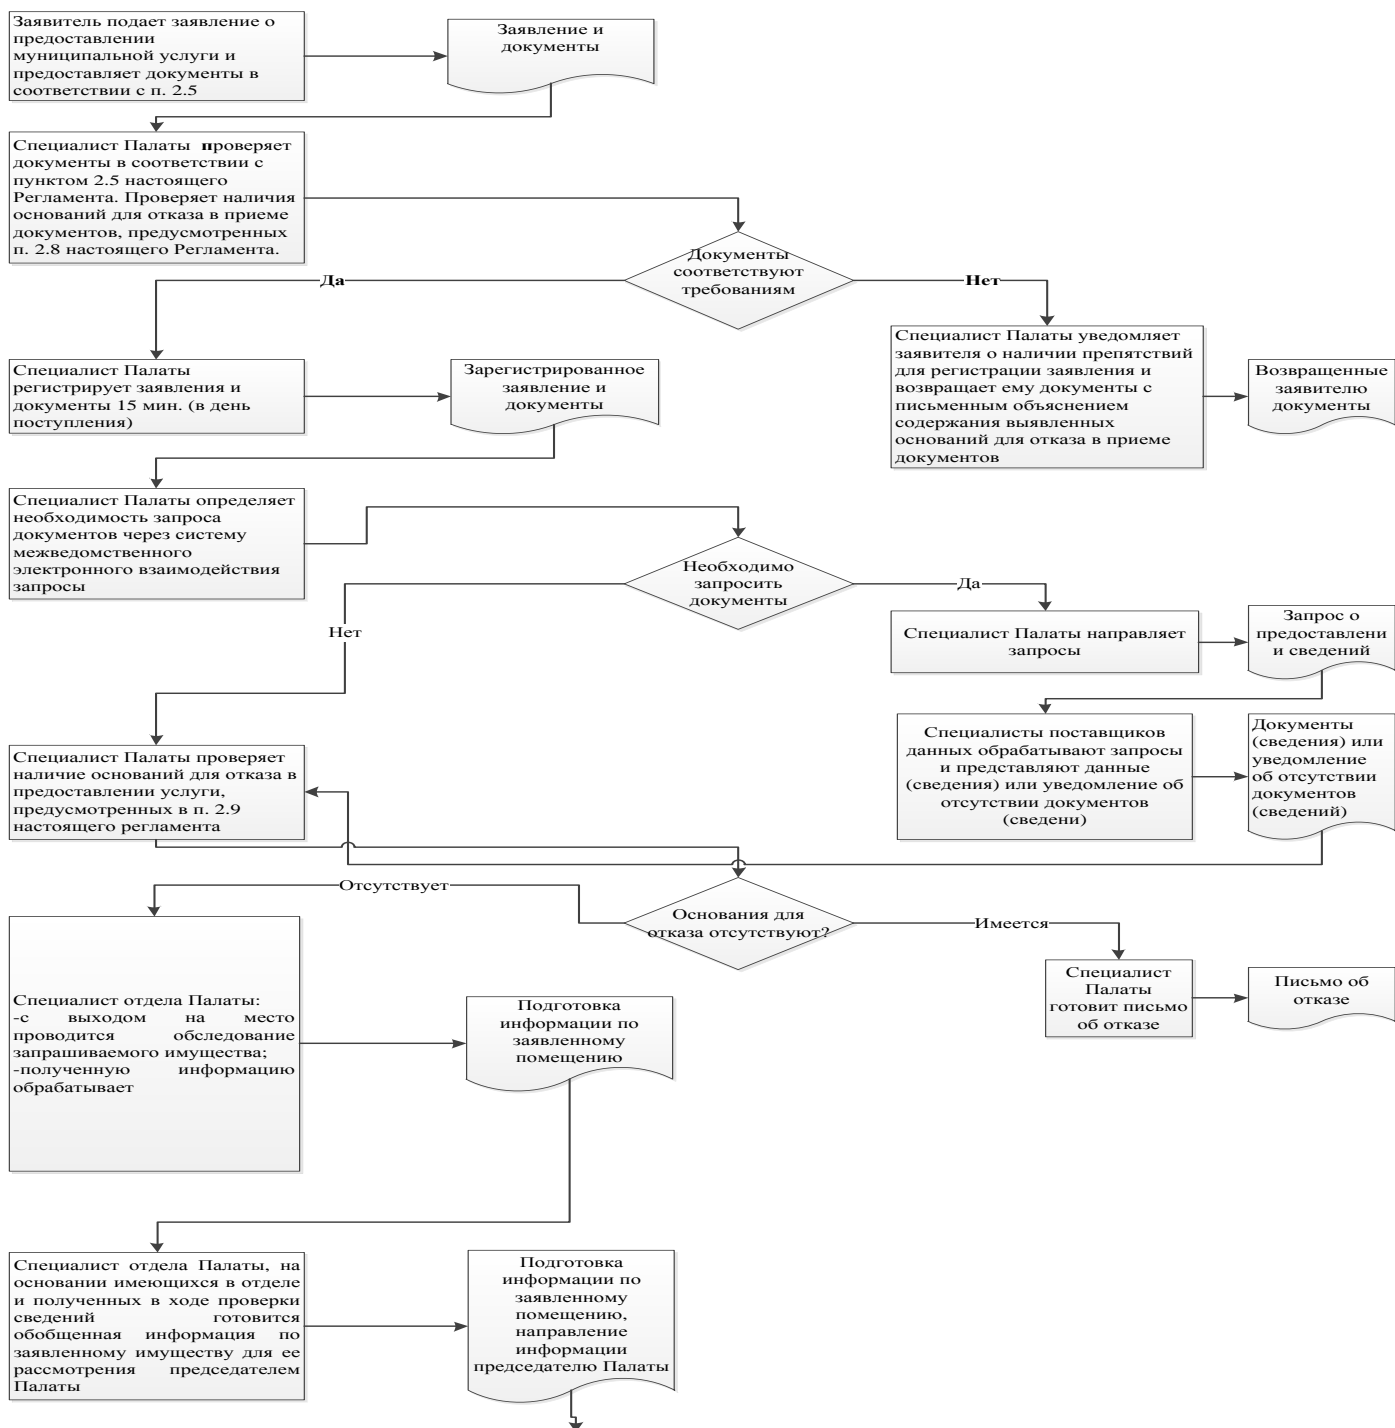 Заявитель подает заявление о
предоставлении
муниципальной услуги и
предоставляет документы в
соответствии с п. 2.5
Заявление и
документы
Специалист Палаты проверяет
документы в соответствии с
пунктом 2.5 настоящего
Регламента. Проверяет наличия
оснований для отказа в приеме
документов, предусмотренных
п. 2.8 настоящего Регламента.
Документы
соответствуют
требованиям
Да
Нет
Специалист Палаты
регистрирует заявления и
документы 15 мин. (в день
поступления)
Зарегистрированное
заявление и
документы
Специалист Палаты уведомляет
заявителя о наличии препятствий
для регистрации заявления и
возвращает ему документы с
письменным объяснением
содержания выявленных
оснований для отказа в приеме
документов
Возвращенные
заявителю
документы
Специалист Палаты определяет
необходимость запроса
документов через систему
межведомственного
электронного взаимодействия
запросы
Необходимо
запросить
документы
Да
Нет
Специалист Палаты направляет
запросы
Запрос о
предоставлени
и сведений
Специалист Палаты проверяет
наличие оснований для отказа в
предоставлении услуги,
предусмотренных в п. 2.9
настоящего регламента
Специалисты поставщиков
данных обрабатывают запросы
и представляют данные
(сведения) или уведомление об
отсутствии документов
(сведени)
Документы
(сведения) или
уведомление
об отсутствии
документов
(сведений)
Отсутствует
Основания для
отказа отсутствуют?
Имеется
Специалист
Палаты
готовит письмо
об отказе
Письмо об
отказе
Специалист отдела Палаты:
-с выходом на место
проводится обследование
запрашиваемого имущества;
-полученную информацию
обрабатывает
Подготовка
информации по
заявленному
помещению
Специалист отдела Палаты, на
основании имеющихся в отделе
и полученных в ходе проверки
сведений готовится
обобщенная информация по
заявленному имуществу для ее
рассмотрения председателем
Палаты
Подготовка
информации по
заявленному
помещению,
направление
информации
председателю Палаты